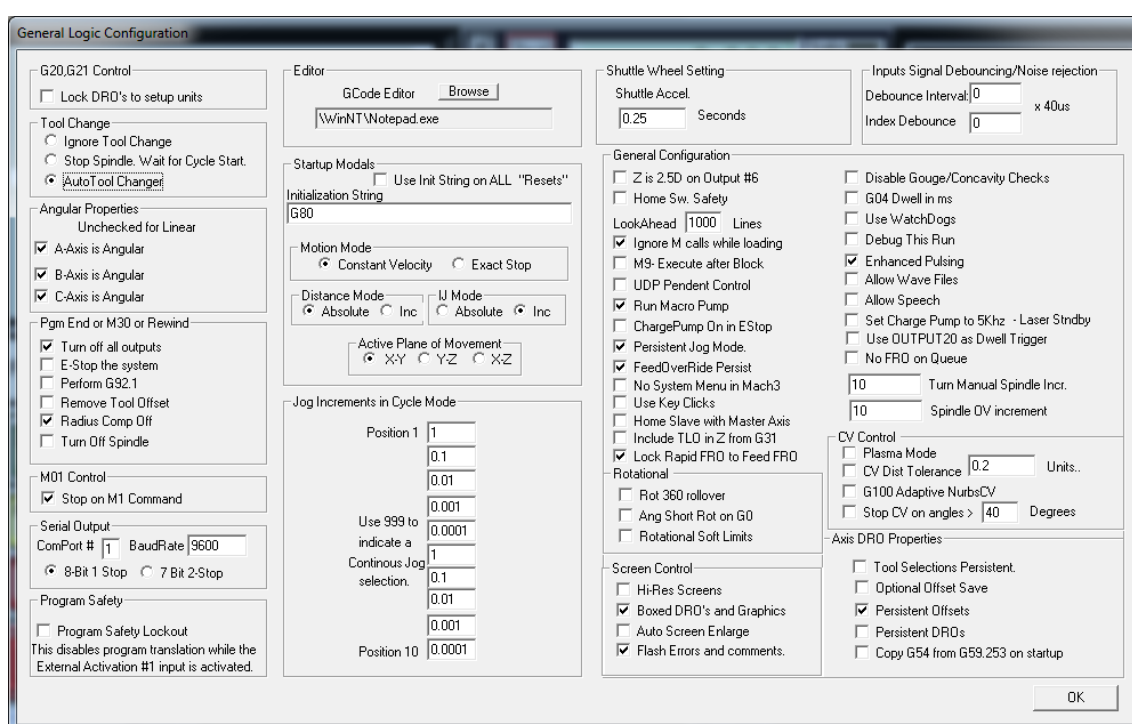 General Logic Configuration
G20,G21 Control
Lock DRO's to setup units
Tool Change
Ignore Tool Change
Stop Spindle. Wait for Cycle Start.
AutoTool Changer
Angular Properties
Unchecked for Linear
A-Axis is Angular
B-Axis is Angular
C-Axis is Angular
Pgm End or M30 or Rewind
Turn off all outputs
E-Stop the system
Perform G92.1
Remove Tool Offset
Radius Comp Off
Turn Off Spindle
M01 Control
Stop on M1 Command
Serial Output
ComPort # 1 BaudRate 9600
8-Bit 1 Stop 7 Bit 2-Stop
Program Safety
Program Safety Lockout
This disables program translation while the
External Activation #1 input is activated.
Editor
GCode Editor Browse
\WinNT\Notepad.exe
Startup Modals
Use Init String on ALL "Resets"
Initialization String
G80
Motion Mode
Constant Velocity Exact Stop
Distance Mode
Absolute Inc
IJ Mode
Absolute Inc
Active Plane of Movement
X-Y Y-Z X-Z
Jog Increments in Cycle Mode
Position 1 1
0.1
0.01
0.001
Use 999 to 0.0001
indicate a
Continous Jog 1
selection. 0.1
0.01
0.001
Position 10 0.0001
Shuttle Wheel Setting
Shuttle Accel.
0.25 Seconds
Inputs Signal Debouncing/Noise rejection
Debounce Interval: 0 x 40us
Index Debounce 0
General Configuration
Z is 2.5D on Output #6
Home Sw. Safety
LookAhead 1000 Lines
Ignore M calls while loading
M9- Execute after Block
UDP Pendent Control
Run Macro Pump
ChargePump On in EStop
Persistent Jog Mode.
FeedOverRide Persist
No System Menu in Mach3
Use Key Clicks
Home Slave with Master Axis
Include TLO in Z from G31
Lock Rapid FRO to Feed FRO
Disable Gouge/Concavity Checks
G04 Dwell in ms
Use WatchDogs
Debug This Run
Enhanced Pulsing
Allow Wave Files
Allow Speech
Set Charge Pump to 5Khz - Laser Stndby
Use OUTPUT20 as Dwell Trigger
No FRO on Queue
10 Turn Manual Spindle Incr.
10 Spindle OV increment
Rotational
Rot 360 rollover
Ang Short Rot on G0
Rotational Soft Limits
Screen Control
Hi-Res Screens
Boxed DRO's and Graphics
Auto Screen Enlarge
Flash Errors and comments.
CV Control
Plasma Mode
CV Dist Tolerance 0.2 Units..
G100 Adaptive NurbsCV
Stop CV on angles > 40 Degrees
Axis DRO Properties
Tool Selections Persistent.
Optional Offset Save
Persistent Offsets
Persistent DROs
Copy G54 from G59.253 on startup
OK